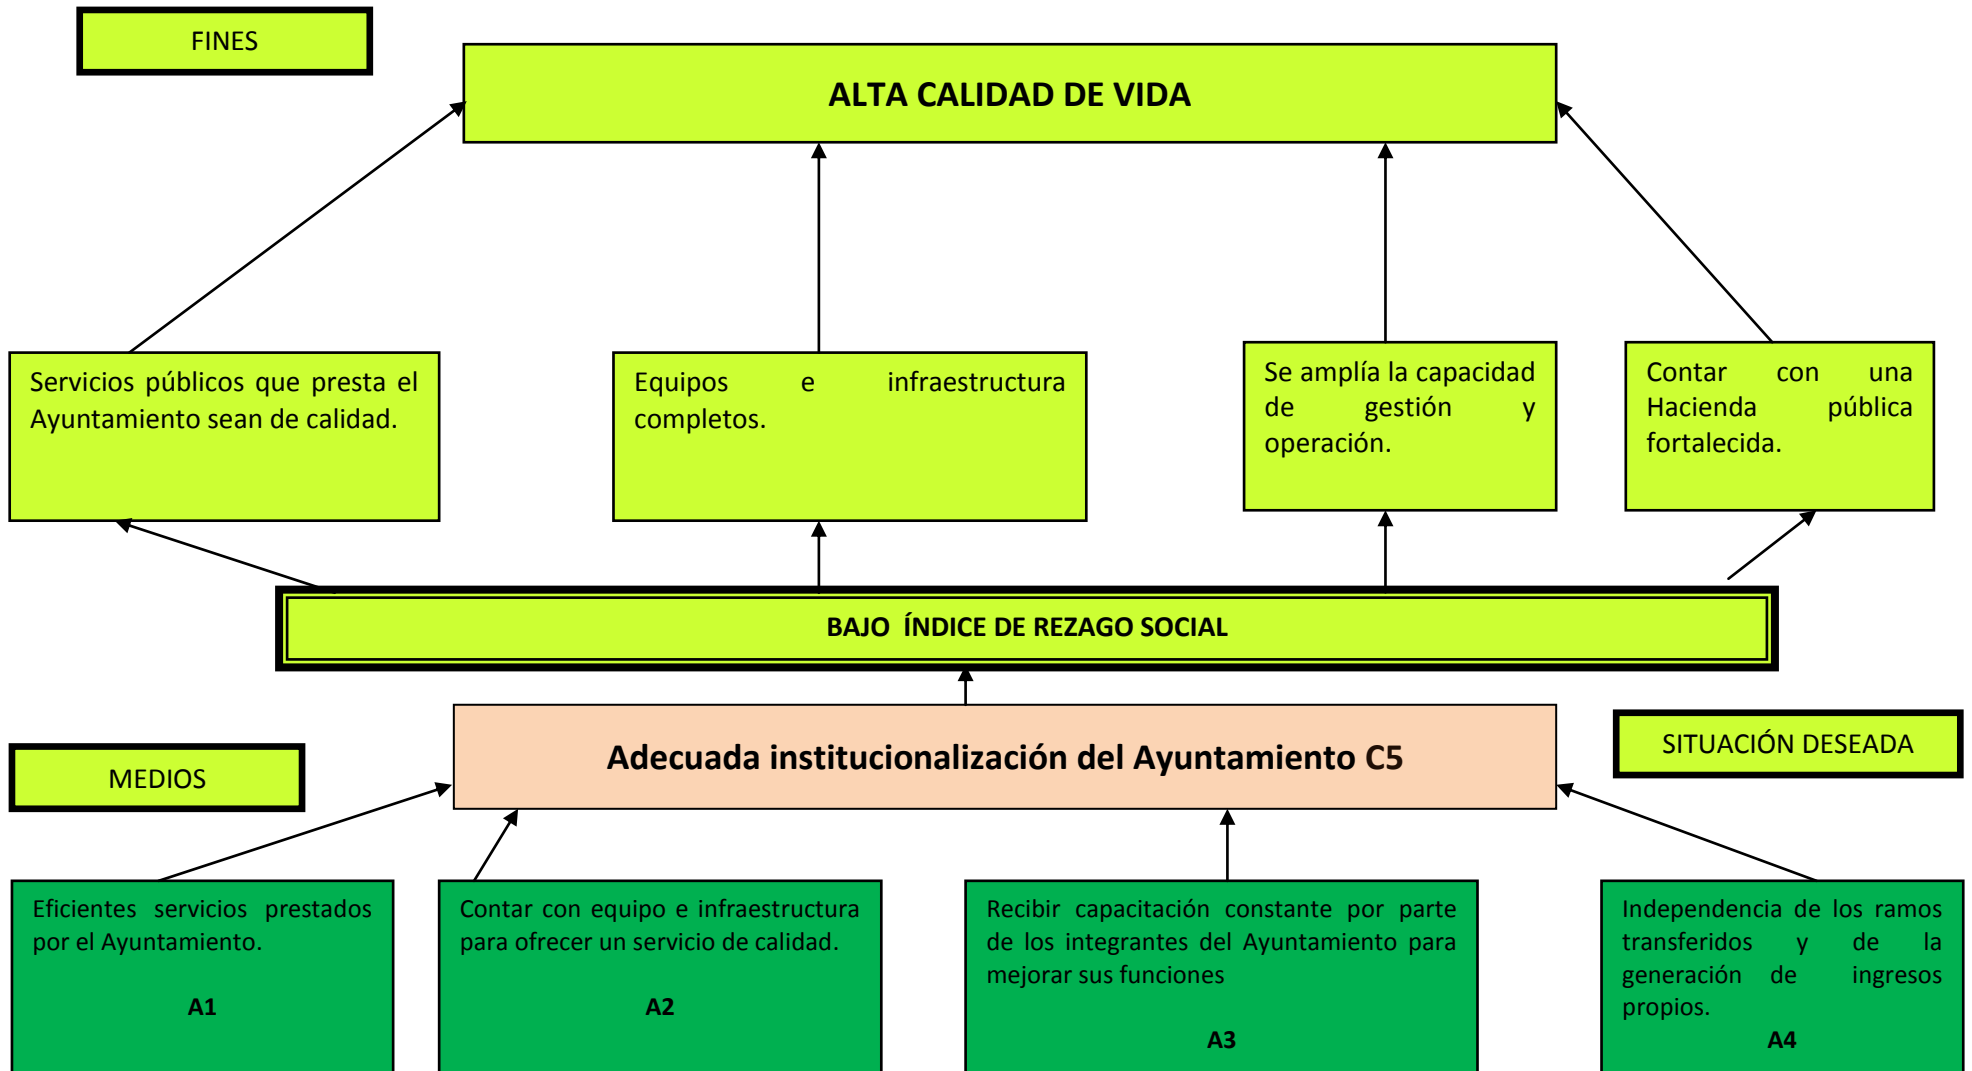 FINES
ALTA CALIDAD DE VIDA
Servicios públicos que presta el
Ayuntamiento sean de calidad.
Equipos e infraestructura
completos.
Se amplía la capacidad
de gestión y
operación.
Contar con una
Hacienda pública
fortalecida.
BAJO ÍNDICE DE REZAGO SOCIAL
MEDIOS
Adecuada institucionalización del Ayuntamiento C5
SITUACIÓN DESEADA
Eficientes servicios prestados
por el Ayuntamiento.
A1
Contar con equipo e infraestructura
para ofrecer un servicio de calidad.
A2
Recibir capacitación constante por parte
de los integrantes del Ayuntamiento para
mejorar sus funciones
A3
Independencia de los ramos
transferidos y de la
generación de ingresos
propios.
A4